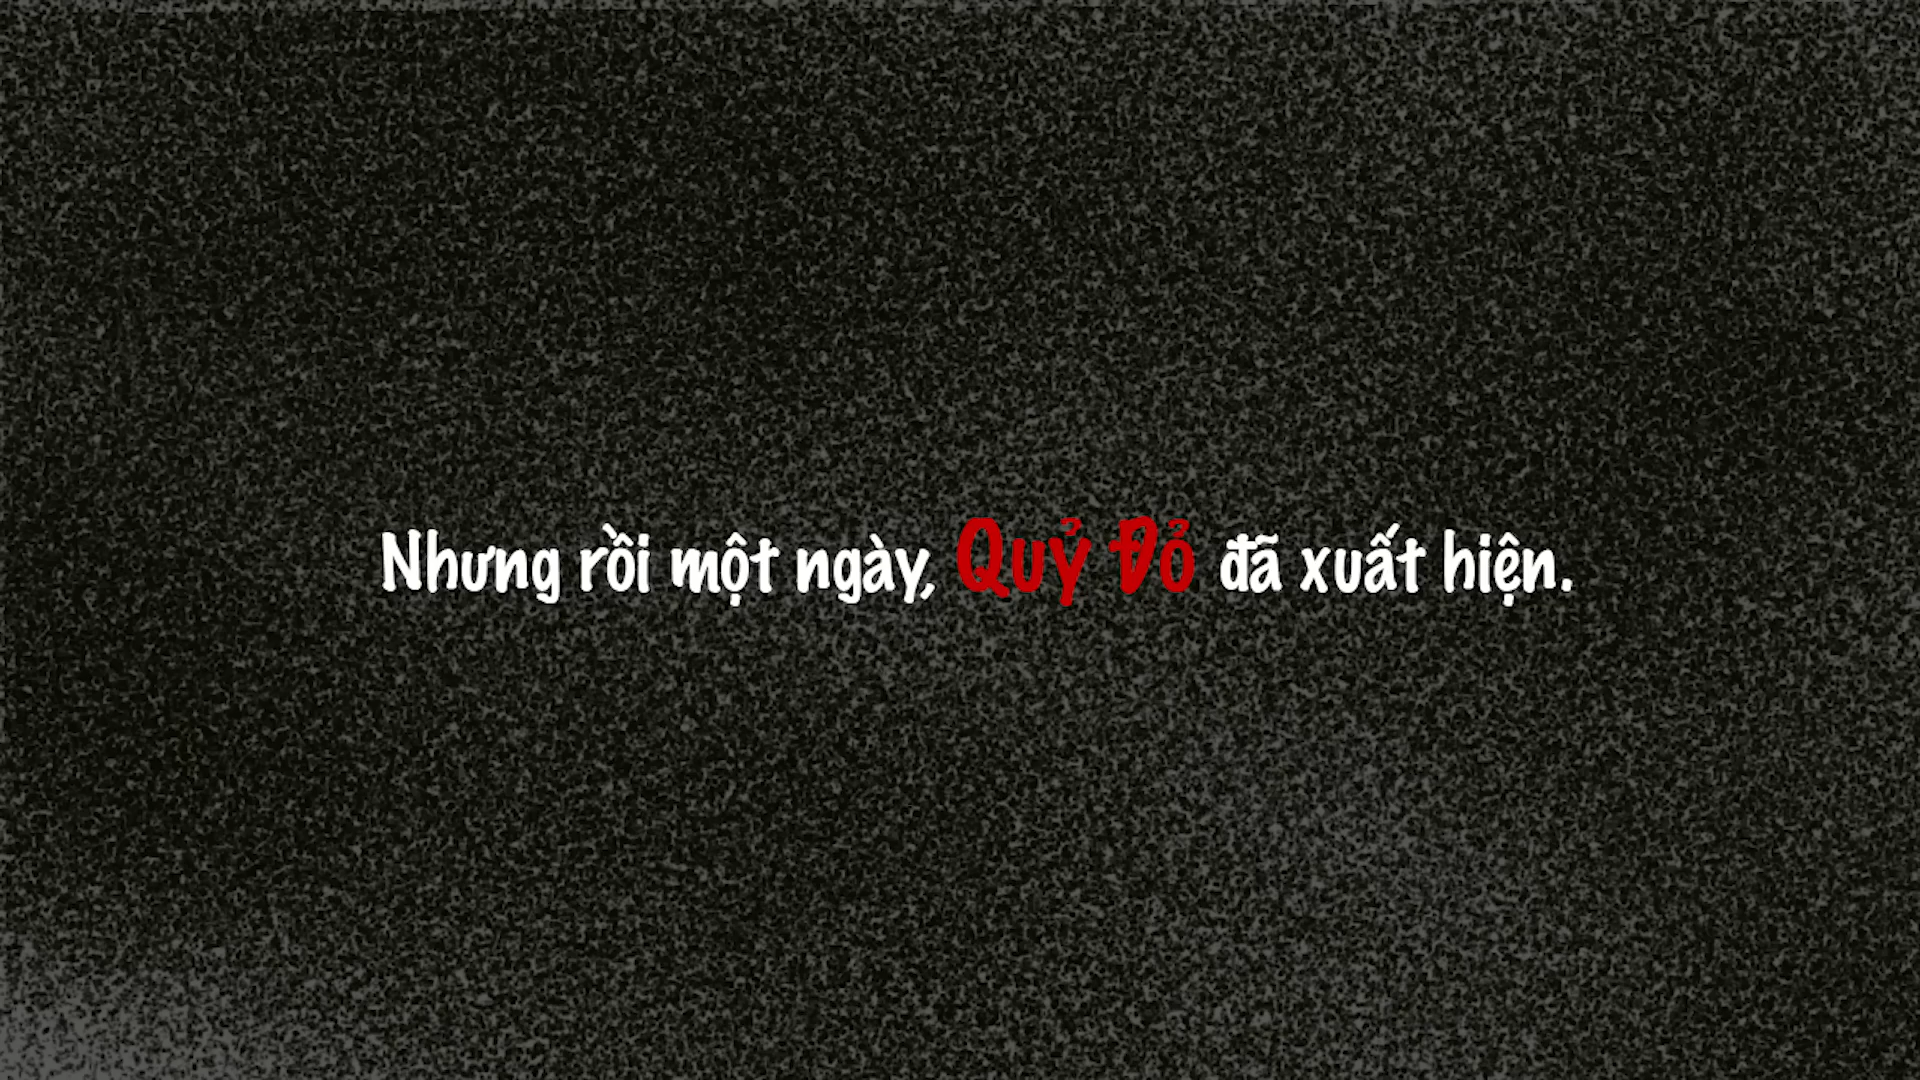 Nhưng rồi một ngày, Quỷ Đỏ đã xuất hiện.